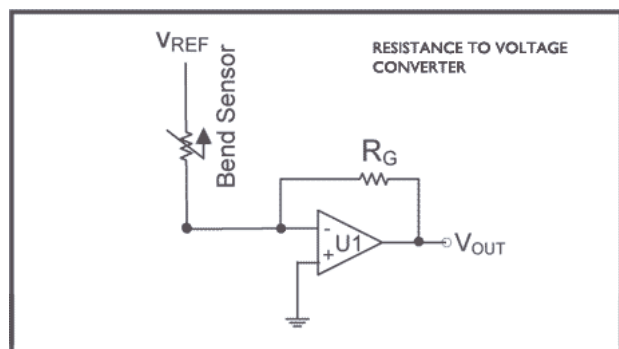 VREF
RESISTANCE TO VOLTAGE
CONVERTER
Bend Sensor
RG
-
U1
+
VOUT